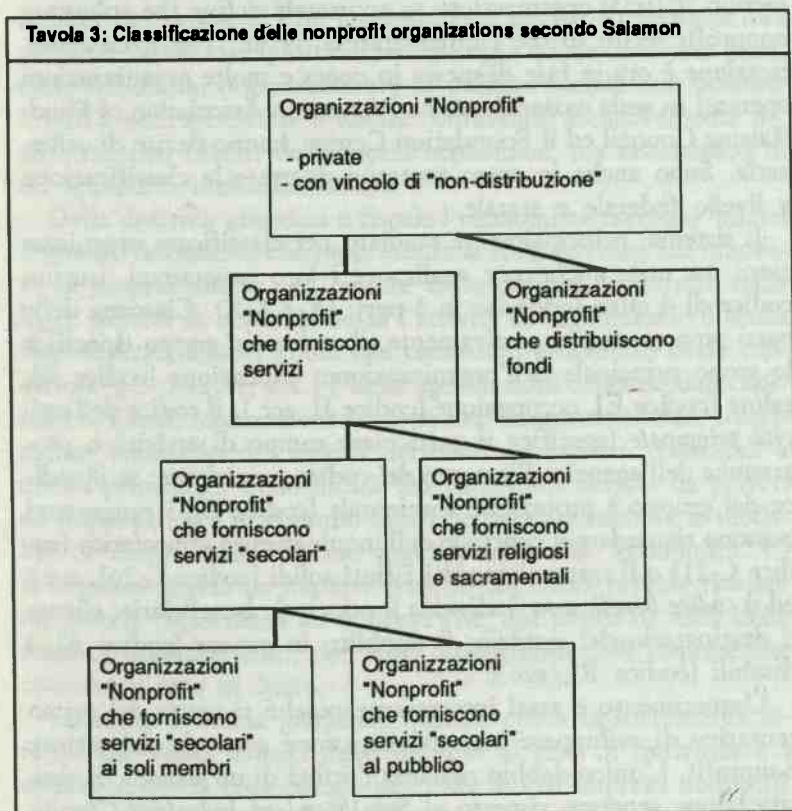 Tavola 3: Classificazione delle nonprofit organizations secondo Salamon
Organizzazioni "Nonprofit"
- private
- con vincolo di "non-distribuzione"
Organizzazioni
"Nonprofit"
che forniscono
servizi
Organizzazioni
"Nonprofit"
che distribuiscono
fondi
Organizzazioni
"Nonprofit"
che forniscono
servizi "secolari"
Organizzazioni
"Nonprofit"
che forniscono
servizi religiosi
e sacramentali
Organizzazioni
"Nonprofit"
che forniscono
servizi "secolari"
ai soli membri
Organizzazioni
"Nonprofit"
che forniscono
servizi "secolari"
al pubblico